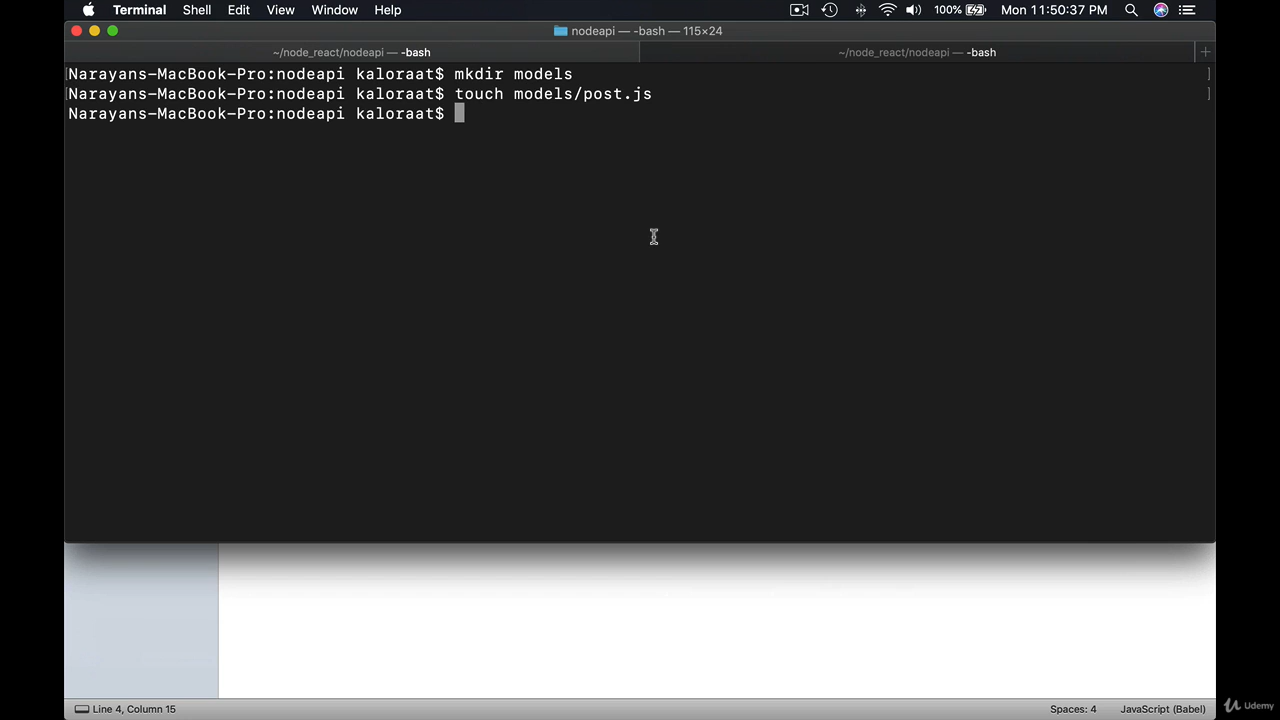 Terminal Shell Edit View Window Help 100% Mon 11:50:37 PM
nodeapi — -bash — 115×24
~/node_react/nodeapi — -bash ~/node_react/nodeapi — -bash +
[Narayans-MacBook-Pro:nodeapi kaloraat$ mkdir models ]
[Narayans-MacBook-Pro:nodeapi kaloraat$ touch models/post.js ]
Narayans-MacBook-Pro:nodeapi kaloraat$
Line 4, Column 15 Spaces: 4 JavaScript (Babel)
Udemy